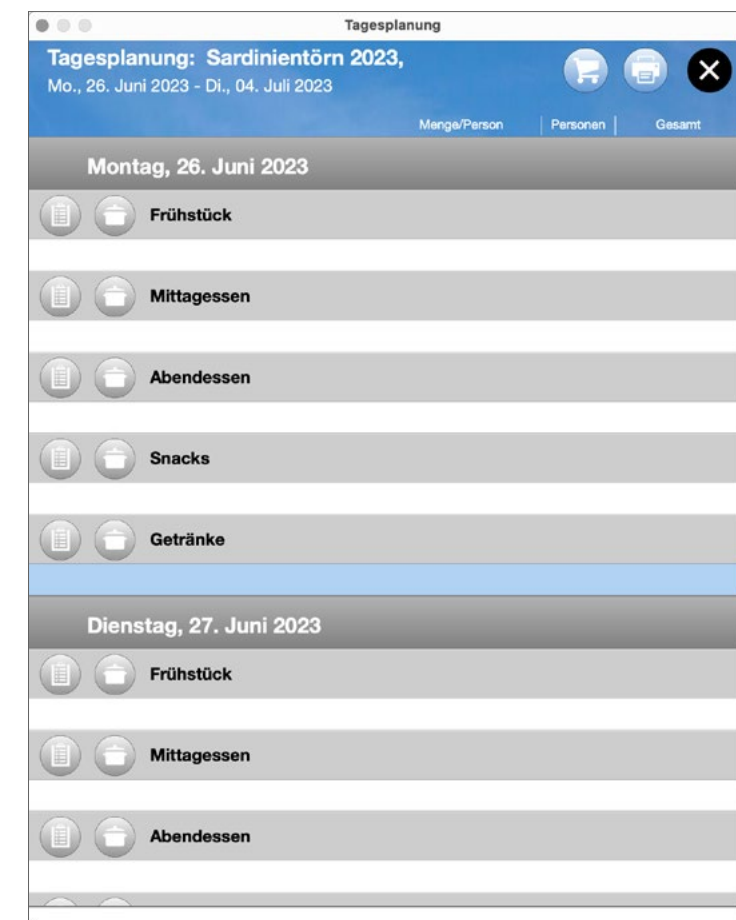 Tagesplanung
Tagesplanung: Sardinientörn 2023,
Mo., 26. Juni 2023 - Di., 04. Juli 2023
Menge/Person Personen Gesamt
Montag, 26. Juni 2023
Frühstück
Mittagessen
Abendessen
Snacks
Getränke
Dienstag, 27. Juni 2023
Frühstück
Mittagessen
Abendessen